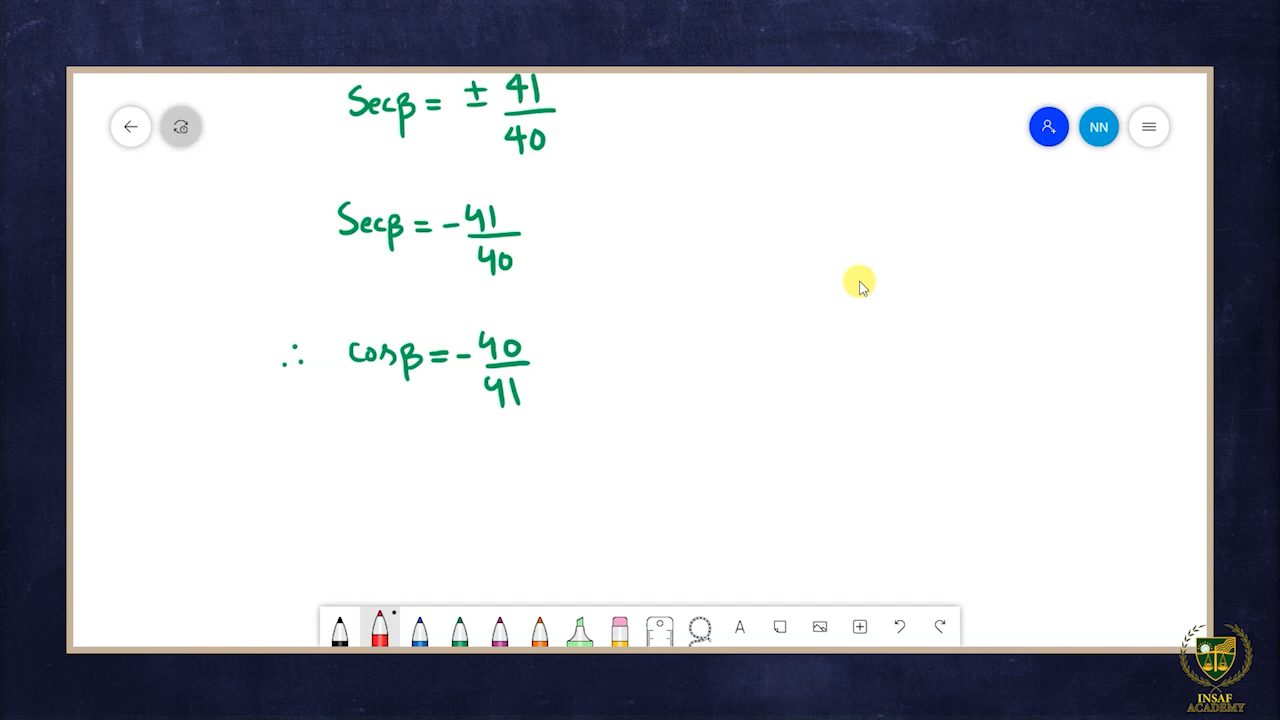 Secβ = ± 41/40
NN
Secβ = -41/40
∴ cosβ = -40/41
A
INSAF
ACADEMY